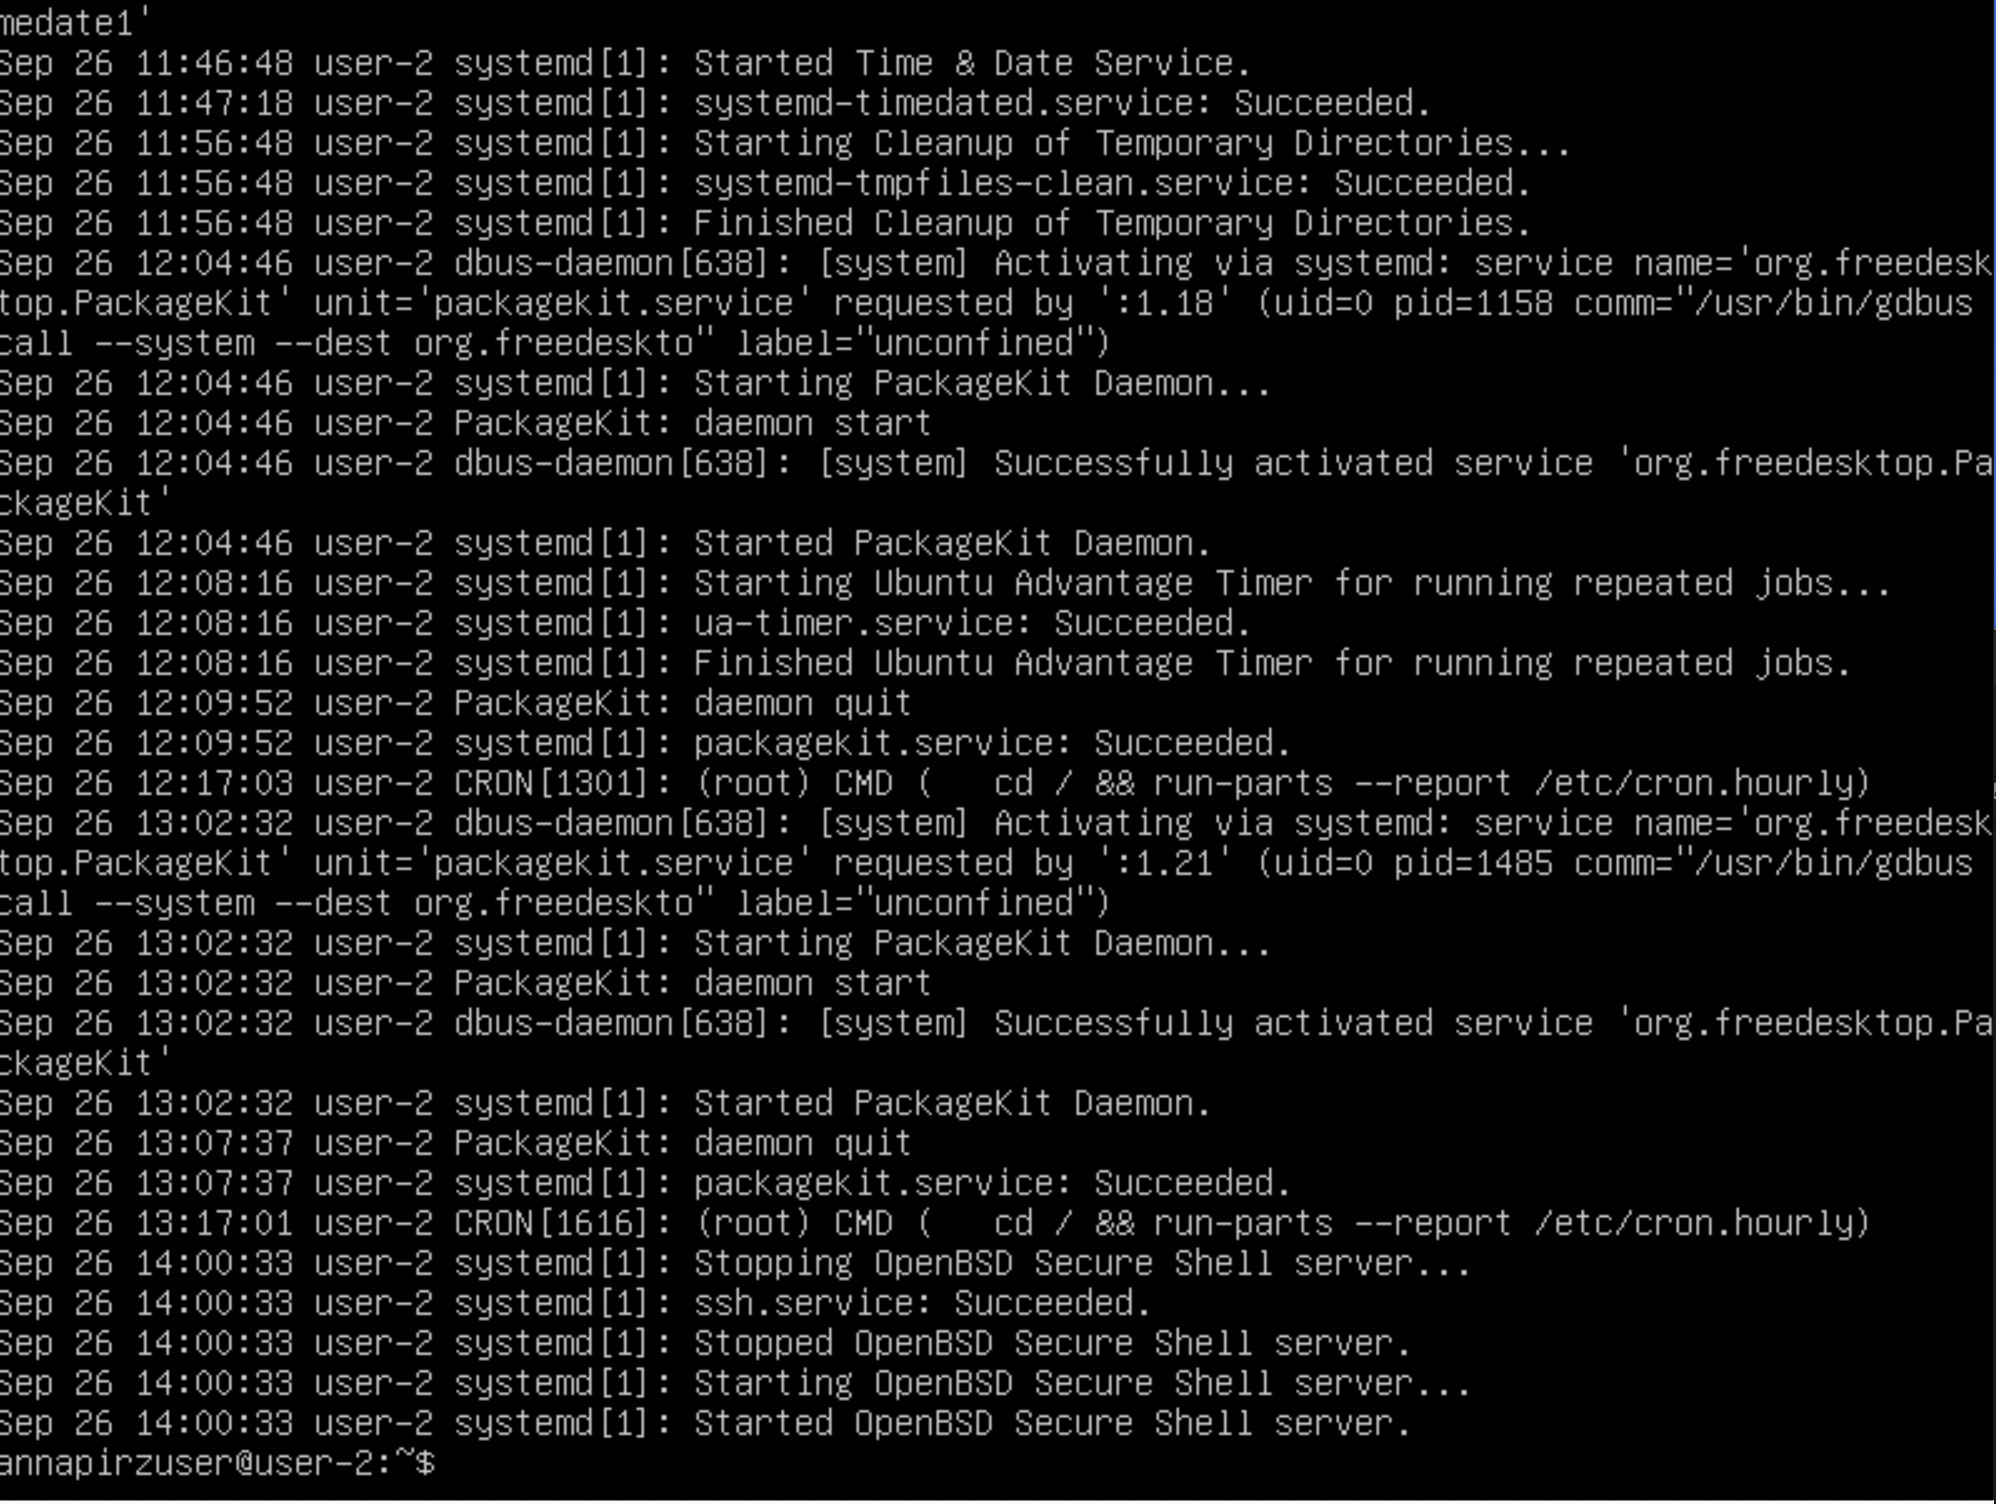 medate1'
Sep 26 11:46:48 user-2 systemd[1]: Started Time & Date Service.
Sep 26 11:47:18 user-2 systemd[1]: systemd-timedated.service: Succeeded.
Sep 26 11:56:48 user-2 systemd[1]: Starting Cleanup of Temporary Directories...
Sep 26 11:56:48 user-2 systemd[1]: systemd-tmpfiles-clean.service: Succeeded.
Sep 26 11:56:48 user-2 systemd[1]: Finished Cleanup of Temporary Directories.
Sep 26 12:04:46 user-2 dbus-daemon[638]: [system] Activating via systemd: service name='org.freedesk
top.PackageKit' unit='packagekit.service' requested by ':1.18' (uid=0 pid=1158 comm="/usr/bin/gdbus
call --system --dest org.freedeskto" label="unconfined")
Sep 26 12:04:46 user-2 systemd[1]: Starting PackageKit Daemon...
Sep 26 12:04:46 user-2 PackageKit: daemon start
Sep 26 12:04:46 user-2 dbus-daemon[638]: [system] Successfully activated service 'org.freedesktop.Pa
ckageKit'
Sep 26 12:04:46 user-2 systemd[1]: Started PackageKit Daemon.
Sep 26 12:08:16 user-2 systemd[1]: Starting Ubuntu Advantage Timer for running repeated jobs...
Sep 26 12:08:16 user-2 systemd[1]: ua-timer.service: Succeeded.
Sep 26 12:08:16 user-2 systemd[1]: Finished Ubuntu Advantage Timer for running repeated jobs.
Sep 26 12:09:52 user-2 PackageKit: daemon quit
Sep 26 12:09:52 user-2 systemd[1]: packagekit.service: Succeeded.
Sep 26 12:17:03 user-2 CRON[1301]: (root) CMD (   cd / && run-parts --report /etc/cron.hourly)
Sep 26 13:02:32 user-2 dbus-daemon[638]: [system] Activating via systemd: service name='org.freedesk
top.PackageKit' unit='packagekit.service' requested by ':1.21' (uid=0 pid=1485 comm="/usr/bin/gdbus
call --system --dest org.freedeskto" label="unconfined")
Sep 26 13:02:32 user-2 systemd[1]: Starting PackageKit Daemon...
Sep 26 13:02:32 user-2 PackageKit: daemon start
Sep 26 13:02:32 user-2 dbus-daemon[638]: [system] Successfully activated service 'org.freedesktop.Pa
ckageKit'
Sep 26 13:02:32 user-2 systemd[1]: Started PackageKit Daemon.
Sep 26 13:07:37 user-2 PackageKit: daemon quit
Sep 26 13:07:37 user-2 systemd[1]: packagekit.service: Succeeded.
Sep 26 13:17:01 user-2 CRON[1616]: (root) CMD (   cd / && run-parts --report /etc/cron.hourly)
Sep 26 14:00:33 user-2 systemd[1]: Stopping OpenBSD Secure Shell server...
Sep 26 14:00:33 user-2 systemd[1]: ssh.service: Succeeded.
Sep 26 14:00:33 user-2 systemd[1]: Stopped OpenBSD Secure Shell server.
Sep 26 14:00:33 user-2 systemd[1]: Starting OpenBSD Secure Shell server...
Sep 26 14:00:33 user-2 systemd[1]: Started OpenBSD Secure Shell server.
annapirzuser@user-2:~$